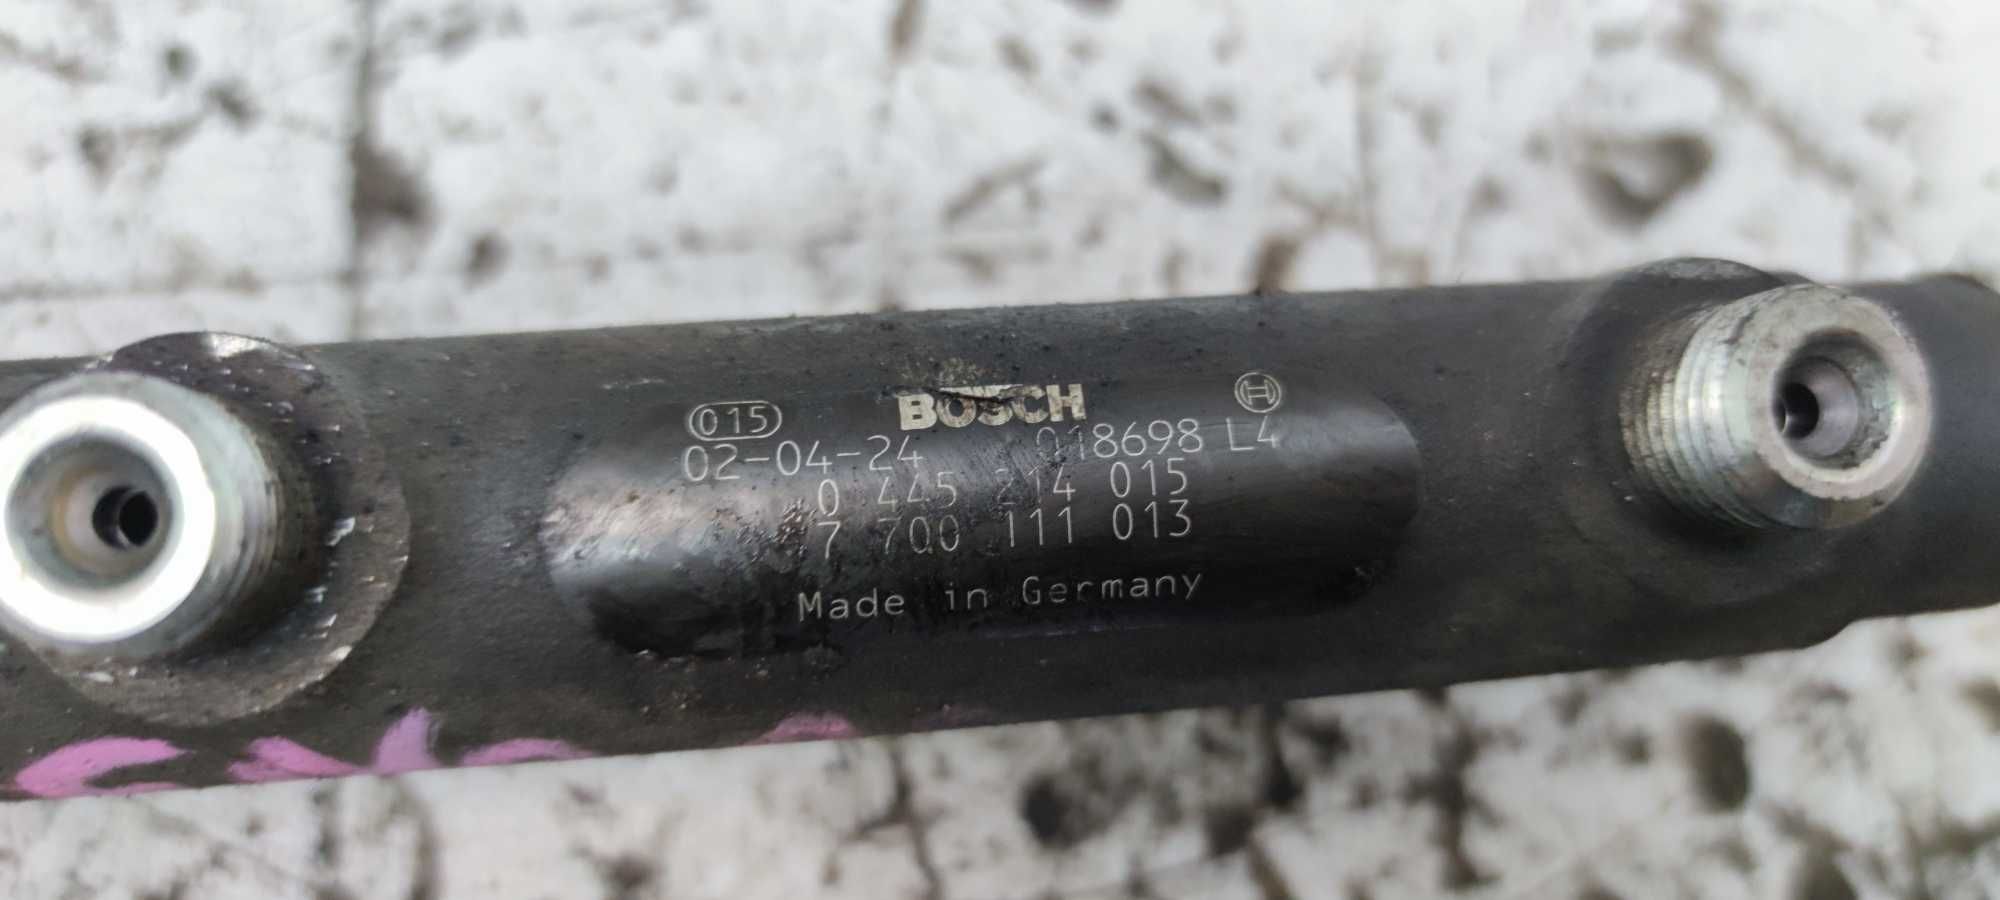 015 BOSCH
02-04-24 018698 L4
0 445 214 015
7 700 111 013
Made in Germany